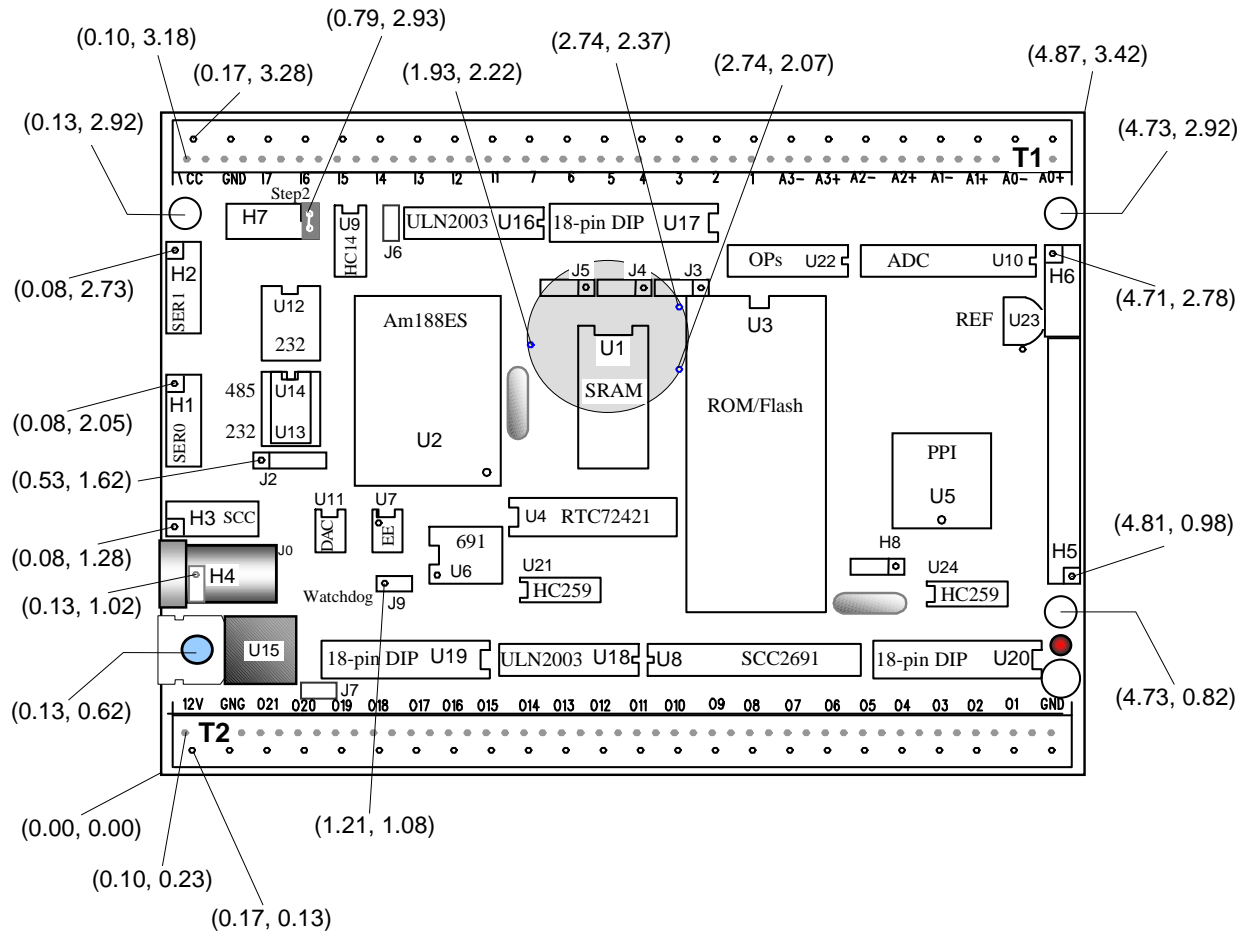 (0.79, 2.93)
(0.10, 3.18)
(2.74, 2.37)
(4.87, 3.42)
(0.17, 3.28)
(1.93, 2.22)
(2.74, 2.07)
(0.13, 2.92)
(4.73, 2.92)
T1
CC GND I7 I6 I5 I4 I3 I2 I1 7 6 5 4 3 2 1 A3- A3+ A2- A2+ A1- A1+ A0- A0+
Step2
H7
U9
HC14
J6
ULN2003 U16
18-pin DIP U17
H2
SER1
OPs U22
ADC U10
H6
(0.08, 2.73)
(4.71, 2.78)
J5 J4 J3
U12
232
Am188ES
U2
U1
SRAM
U3
ROM/Flash
REF U23
(0.08, 2.05)
H1
SER0
485
232
U14
U13
J2
(0.53, 1.62)
PPI
U5
H3 SCC
U11
DAC
U7
EE
U4 RTC72421
(0.08, 1.28)
J0
H4
691
U6
U21
HC259
H8
U24
HC259
H5
(4.81, 0.98)
(0.13, 1.02)
Watchdog
J9
U15
18-pin DIP U19
ULN2003 U18
U8 SCC2691
18-pin DIP U20
J7
(0.13, 0.62)
(4.73, 0.82)
12V GNG O21 O20 O19 O18 O17 O16 O15 O14 O13 O12 O11 O10 O9 O8 O7 O6 O5 O4 O3 O2 O1 GND
T2
(0.00, 0.00)
(1.21, 1.08)
(0.10, 0.23)
(0.17, 0.13)